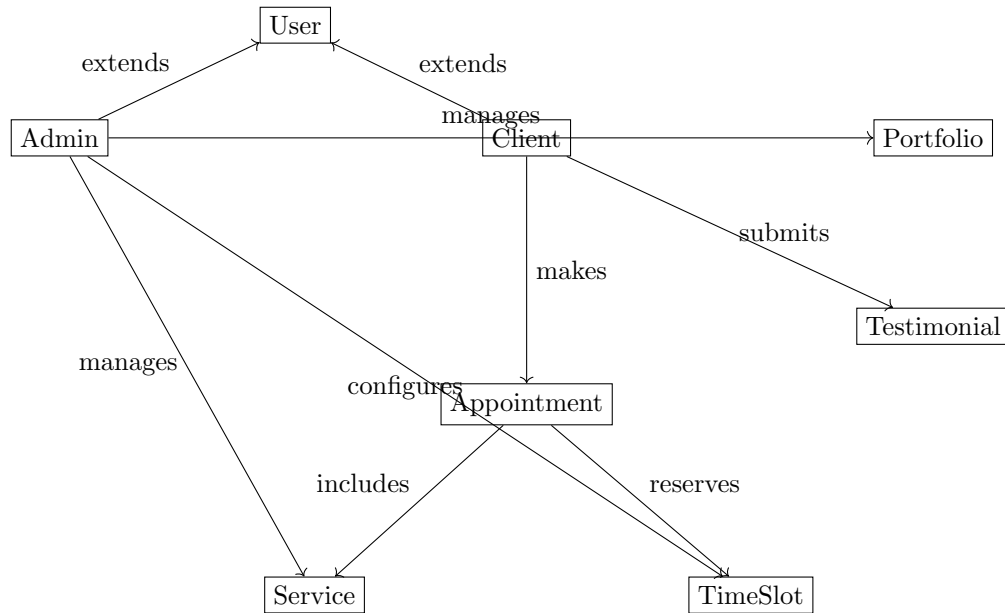 User
extends
extends
manages
Admin
Client
Portfolio
submits
makes
Testimonial
manages
configures
Appointment
includes
reserves
Service
TimeSlot